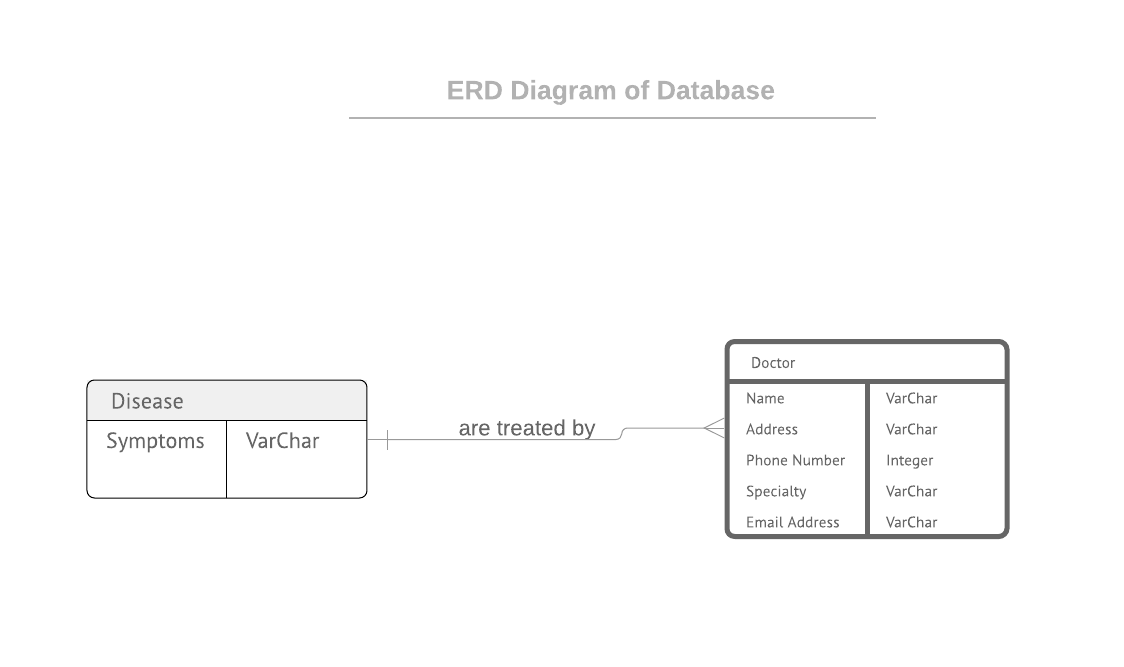 ERD Diagram of Database
Disease
Symptoms VarChar
are treated by
Doctor
Name VarChar
Address VarChar
Phone Number Integer
Specialty VarChar
Email Address VarChar